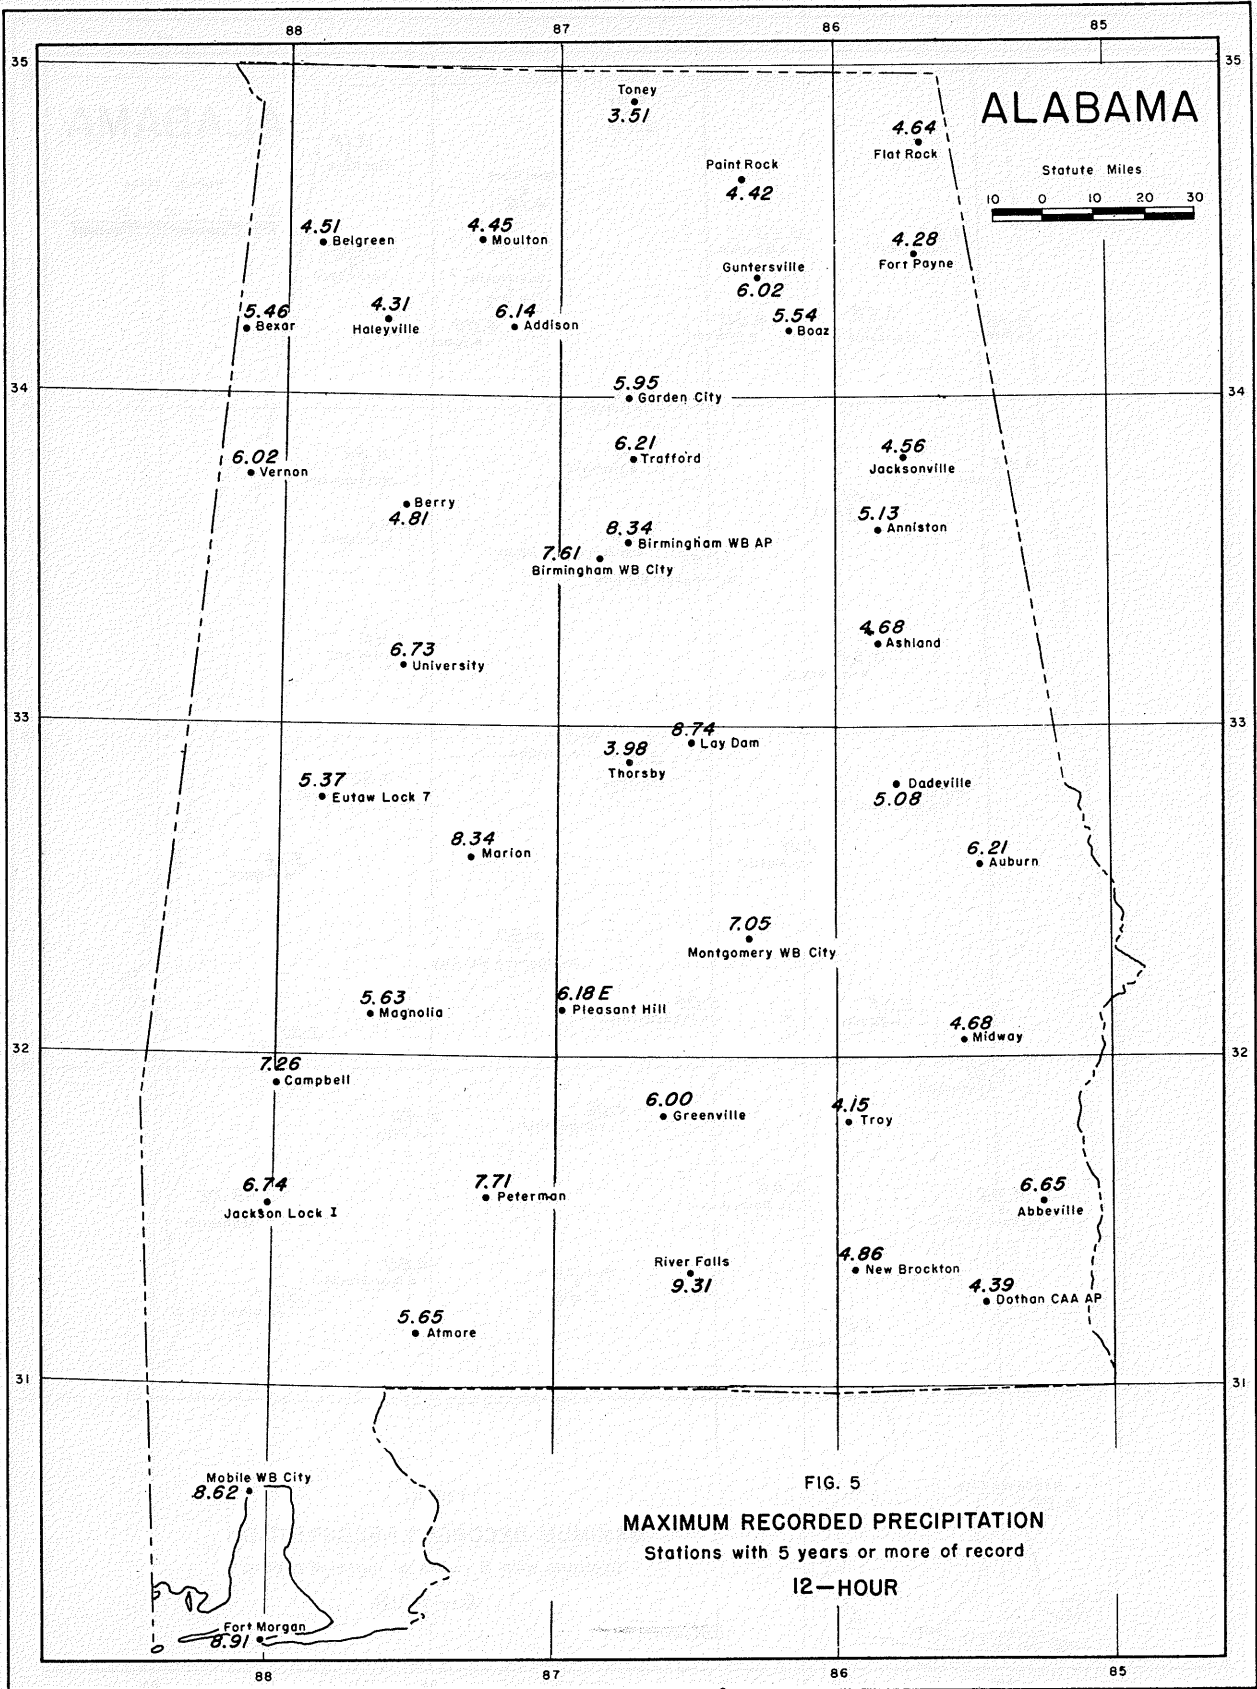 88 87 86 85
35 35
ALABAMA
Toney
3.51
4.64
Flat Rock
Paint Rock
4.42
Statute Miles
10 0 10 20 30
4.51
Belgreen
4.45
Moulton
4.28
Fort Payne
Guntersville
6.02
5.46
Bexar
4.31
Haleyville
6.14
Addison
5.54
Boaz
34 34
5.95
Garden City
6.02
Vernon
6.21
Trafford
4.56
Jacksonville
Berry
4.81
5.13
Anniston
8.34
Birmingham WB AP
7.61
Birmingham WB City
4.68
Ashland
6.73
University
33 33
8.74
Lay Dam
3.98
Thorsby
5.37
Eutaw Lock 7
Dadeville
5.08
8.34
Marion
6.21
Auburn
7.05
Montgomery WB City
5.63
Magnolia
6.18 E
Pleasant Hill
4.68
Midway
32 32
7.26
Campbell
6.00
Greenville
4.15
Troy
6.74
Jackson Lock I
7.71
Peterman
6.65
Abbeville
River Falls
9.31
4.86
New Brockton
4.39
Dothan CAA AP
5.65
Atmore
31 31
Mobile WB City
8.62
FIG. 5
MAXIMUM RECORDED PRECIPITATION
Stations with 5 years or more of record
12-HOUR
Fort Morgan
8.91
88 87 86 85